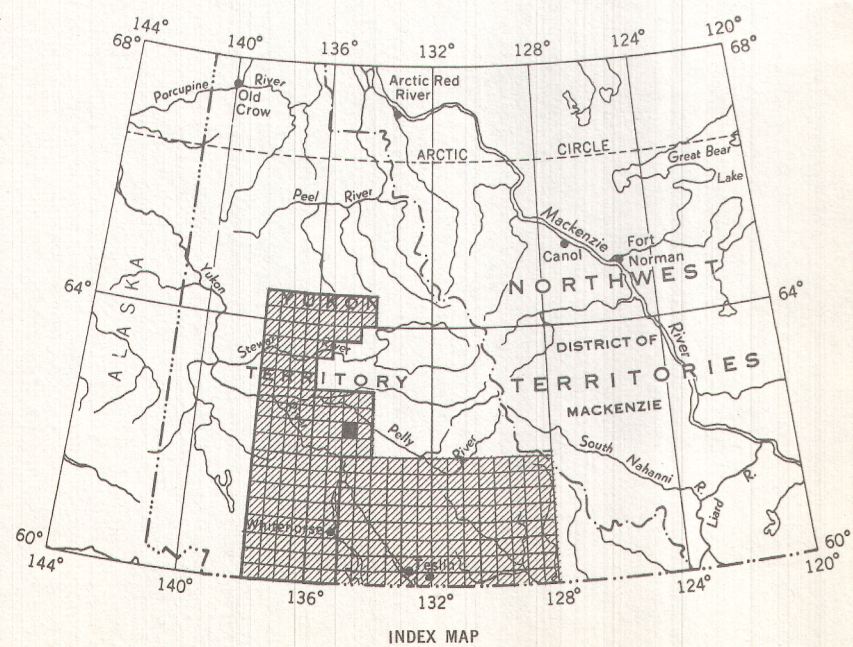 144°
140°
136°
132°
128°
124°
120°
68°
68°
Porcupine River
Old
Crow
Arctic Red
River
ARCTIC CIRCLE
Great Bear
Lake
Peel River
Mackenzie
Canol
Fort
Norman
Yukon
64°
64°
ALASKA
YUKON
NORTHWEST
Stewart River
DISTRICT OF
TERRITORY
TERRITORIES
MACKENZIE
River
Pelly
River
South
Nahanni
R.
Liard
R.
Whitehorse
Teslin
60°
60°
144°
140°
136°
132°
128°
124°
120°
INDEX MAP